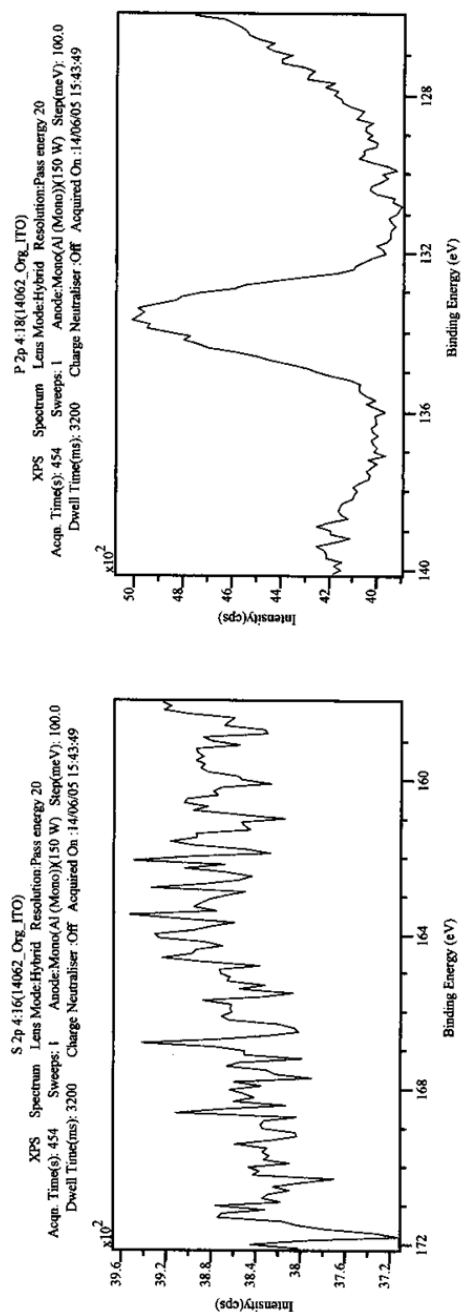 S 2p 4:16(14062_Org_ITO)
XPS Spectrum Lens Mode:Hybrid Resolution:Pass energy 20
Acqn. Time(s): 454 Sweeps: 1 Anode:Mono(Al (Mono))(150 W) Step(meV): 100.0
Dwell Time(ms): 3200 Charge Neutraliser :Off Acquired On :14/06/05 15:43:49
x10²
39.6
39.2
38.8
38.4
38
37.6
37.2
Intensity(cps)
172
168
164
160
Binding Energy (eV)
P 2p 4:18(14062_Org_ITO)
XPS Spectrum Lens Mode:Hybrid Resolution:Pass energy 20
Acqn. Time(s): 454 Sweeps: 1 Anode:Mono(Al (Mono))(150 W) Step(meV): 100.0
Dwell Time(ms): 3200 Charge Neutraliser :Off Acquired On :14/06/05 15:43:49
x10²
50
48
46
44
42
40
Intensity(cps)
140
136
132
128
Binding Energy (eV)